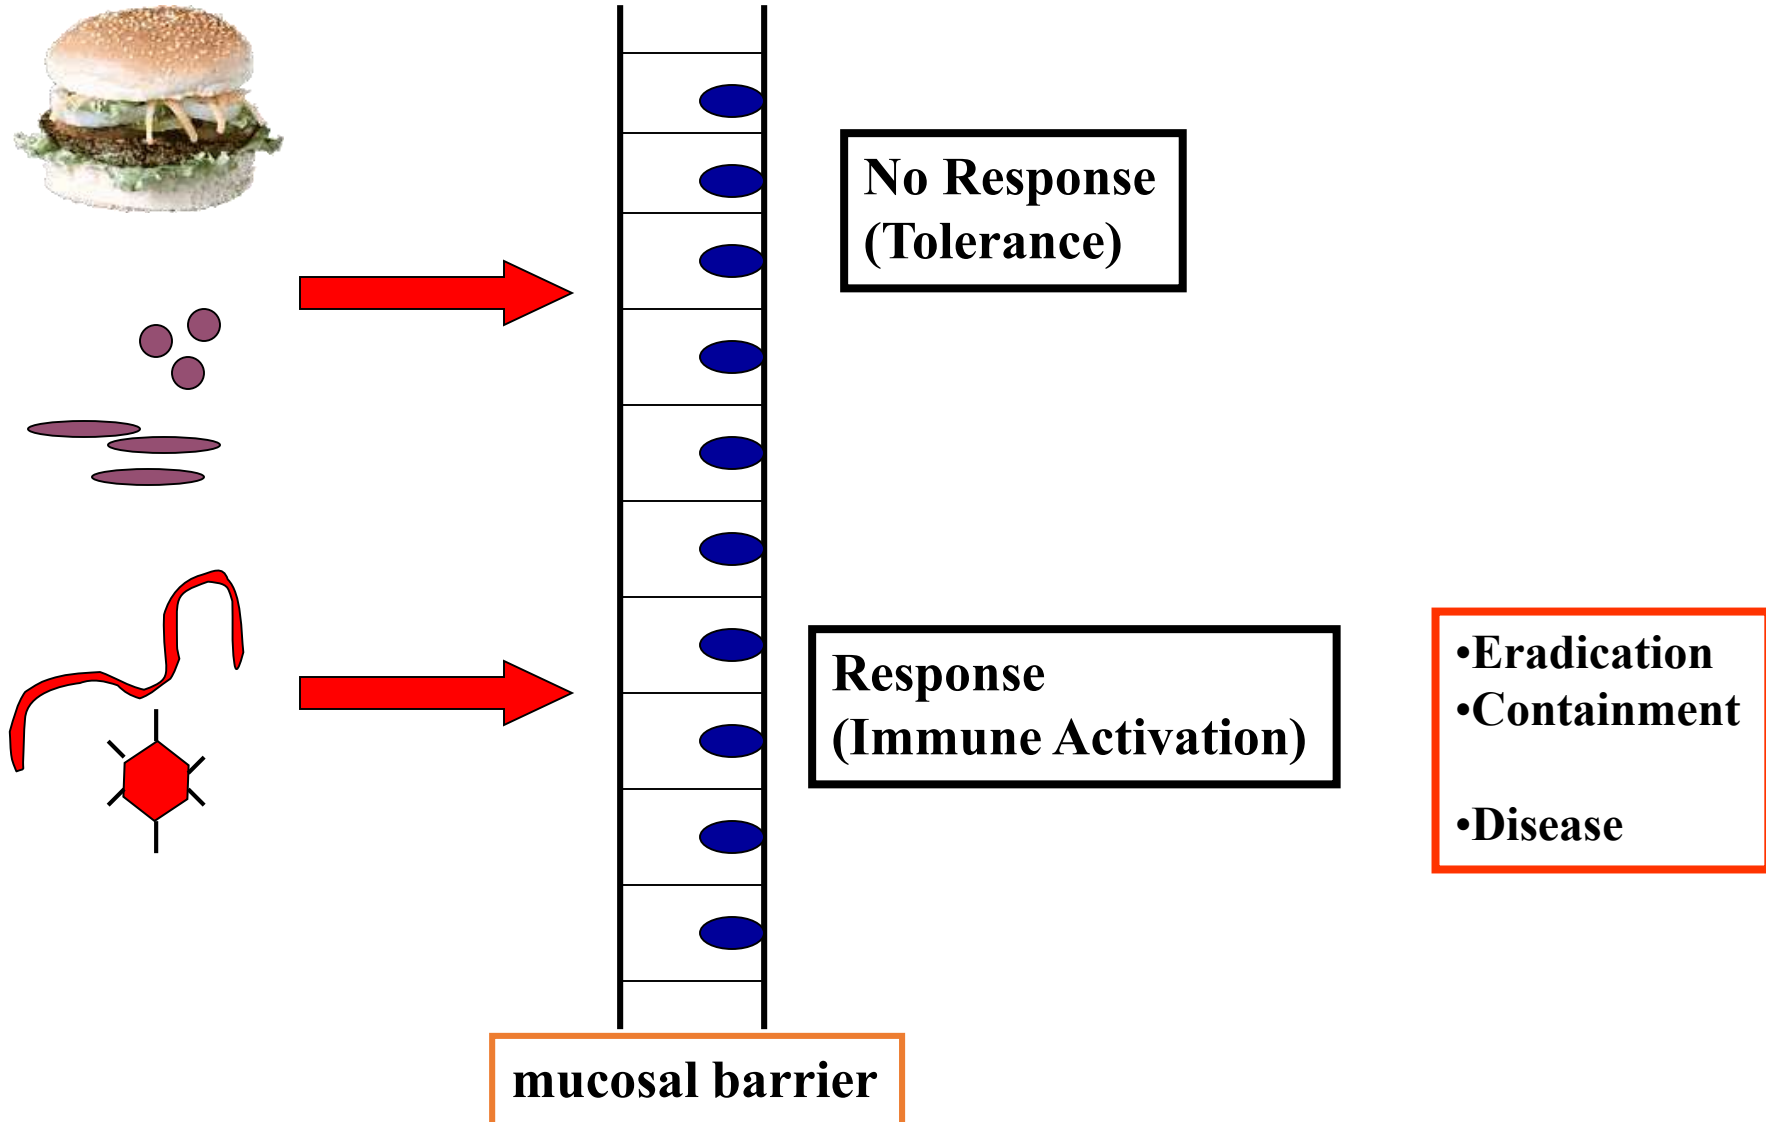 No Response
(Tolerance)
Response
(Immune Activation)
•Eradication
•Containment
•Disease
mucosal barrier